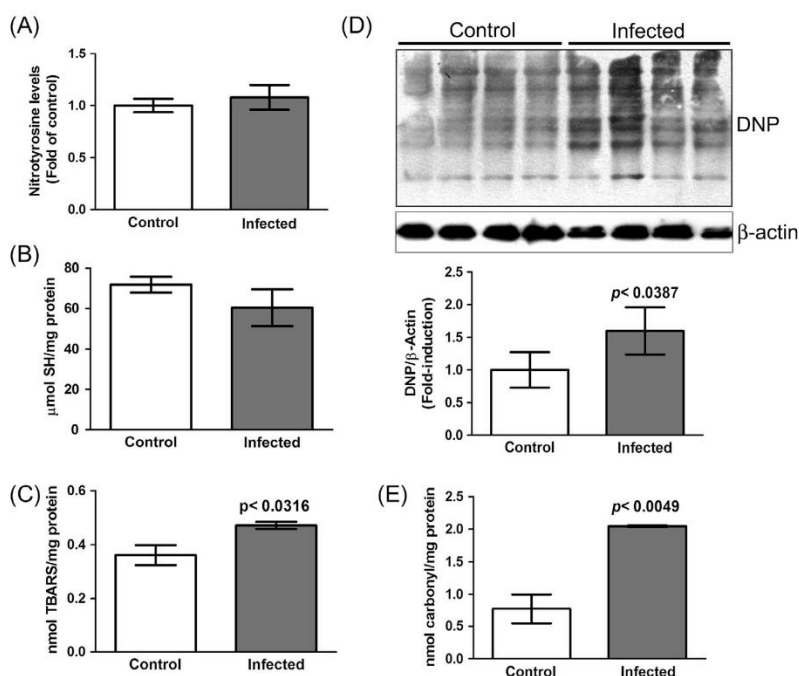 (A)
Nitrotyrosine levels
(Fold of control)
1.5
1.0
0.5
0.0
Control
Infected
(B)
μmol SH/mg protein
80
60
40
20
0
Control
Infected
(C)
nmol TBARS/mg protein
0.6
0.4
0.2
0.0
p< 0.0316
Control
Infected
(D)
Control
Infected
DNP
β-actin
DNP/β-Actin
(Fold-induction)
2.5
2.0
1.5
1.0
0.5
0.0
p< 0.0387
Control
Infected
(E)
nmol carbonyl/mg protein
2.5
2.0
1.5
1.0
0.5
0.0
p< 0.0049
Control
Infected